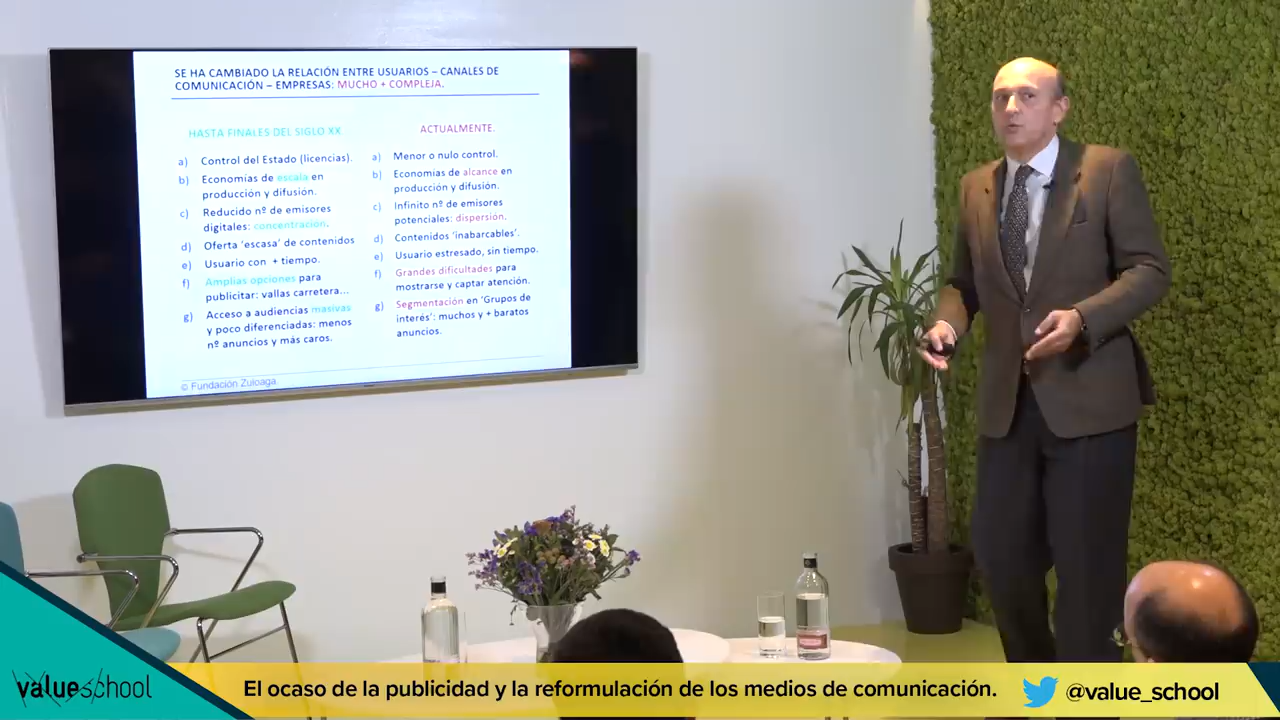 SE HA CAMBIADO LA RELACIÓN ENTRE USUARIOS – CANALES DE
COMUNICACIÓN – EMPRESAS: MUCHO + COMPLEJA.
HASTA FINALES DEL SIGLO XX
a) Control del Estado (licencias).
b) Economías de escala en
producción y difusión.
c) Reducido nº de emisores
digitales: concentración.
d) Oferta ‘escasa’ de contenidos
e) Usuario con + tiempo.
f) Amplias opciones para
publicitar: vallas carretera...
g) Acceso a audiencias masivas
y poco diferenciadas: menos
nº anuncios y más caros.
ACTUALMENTE.
a) Menor o nulo control.
b) Economías de alcance en
producción y difusión.
c) Infinito nº de emisores
potenciales: dispersión.
d) Contenidos ‘inabarcables’.
e) Usuario estresado, sin tiempo.
f) Grandes dificultades para
mostrarse y captar atención.
g) Segmentación en ‘Grupos de
interés’: muchos y + baratos
anuncios.
© Fundación Zuloaga
value school
El ocaso de la publicidad y la reformulación de los medios de comunicación.
@value_school